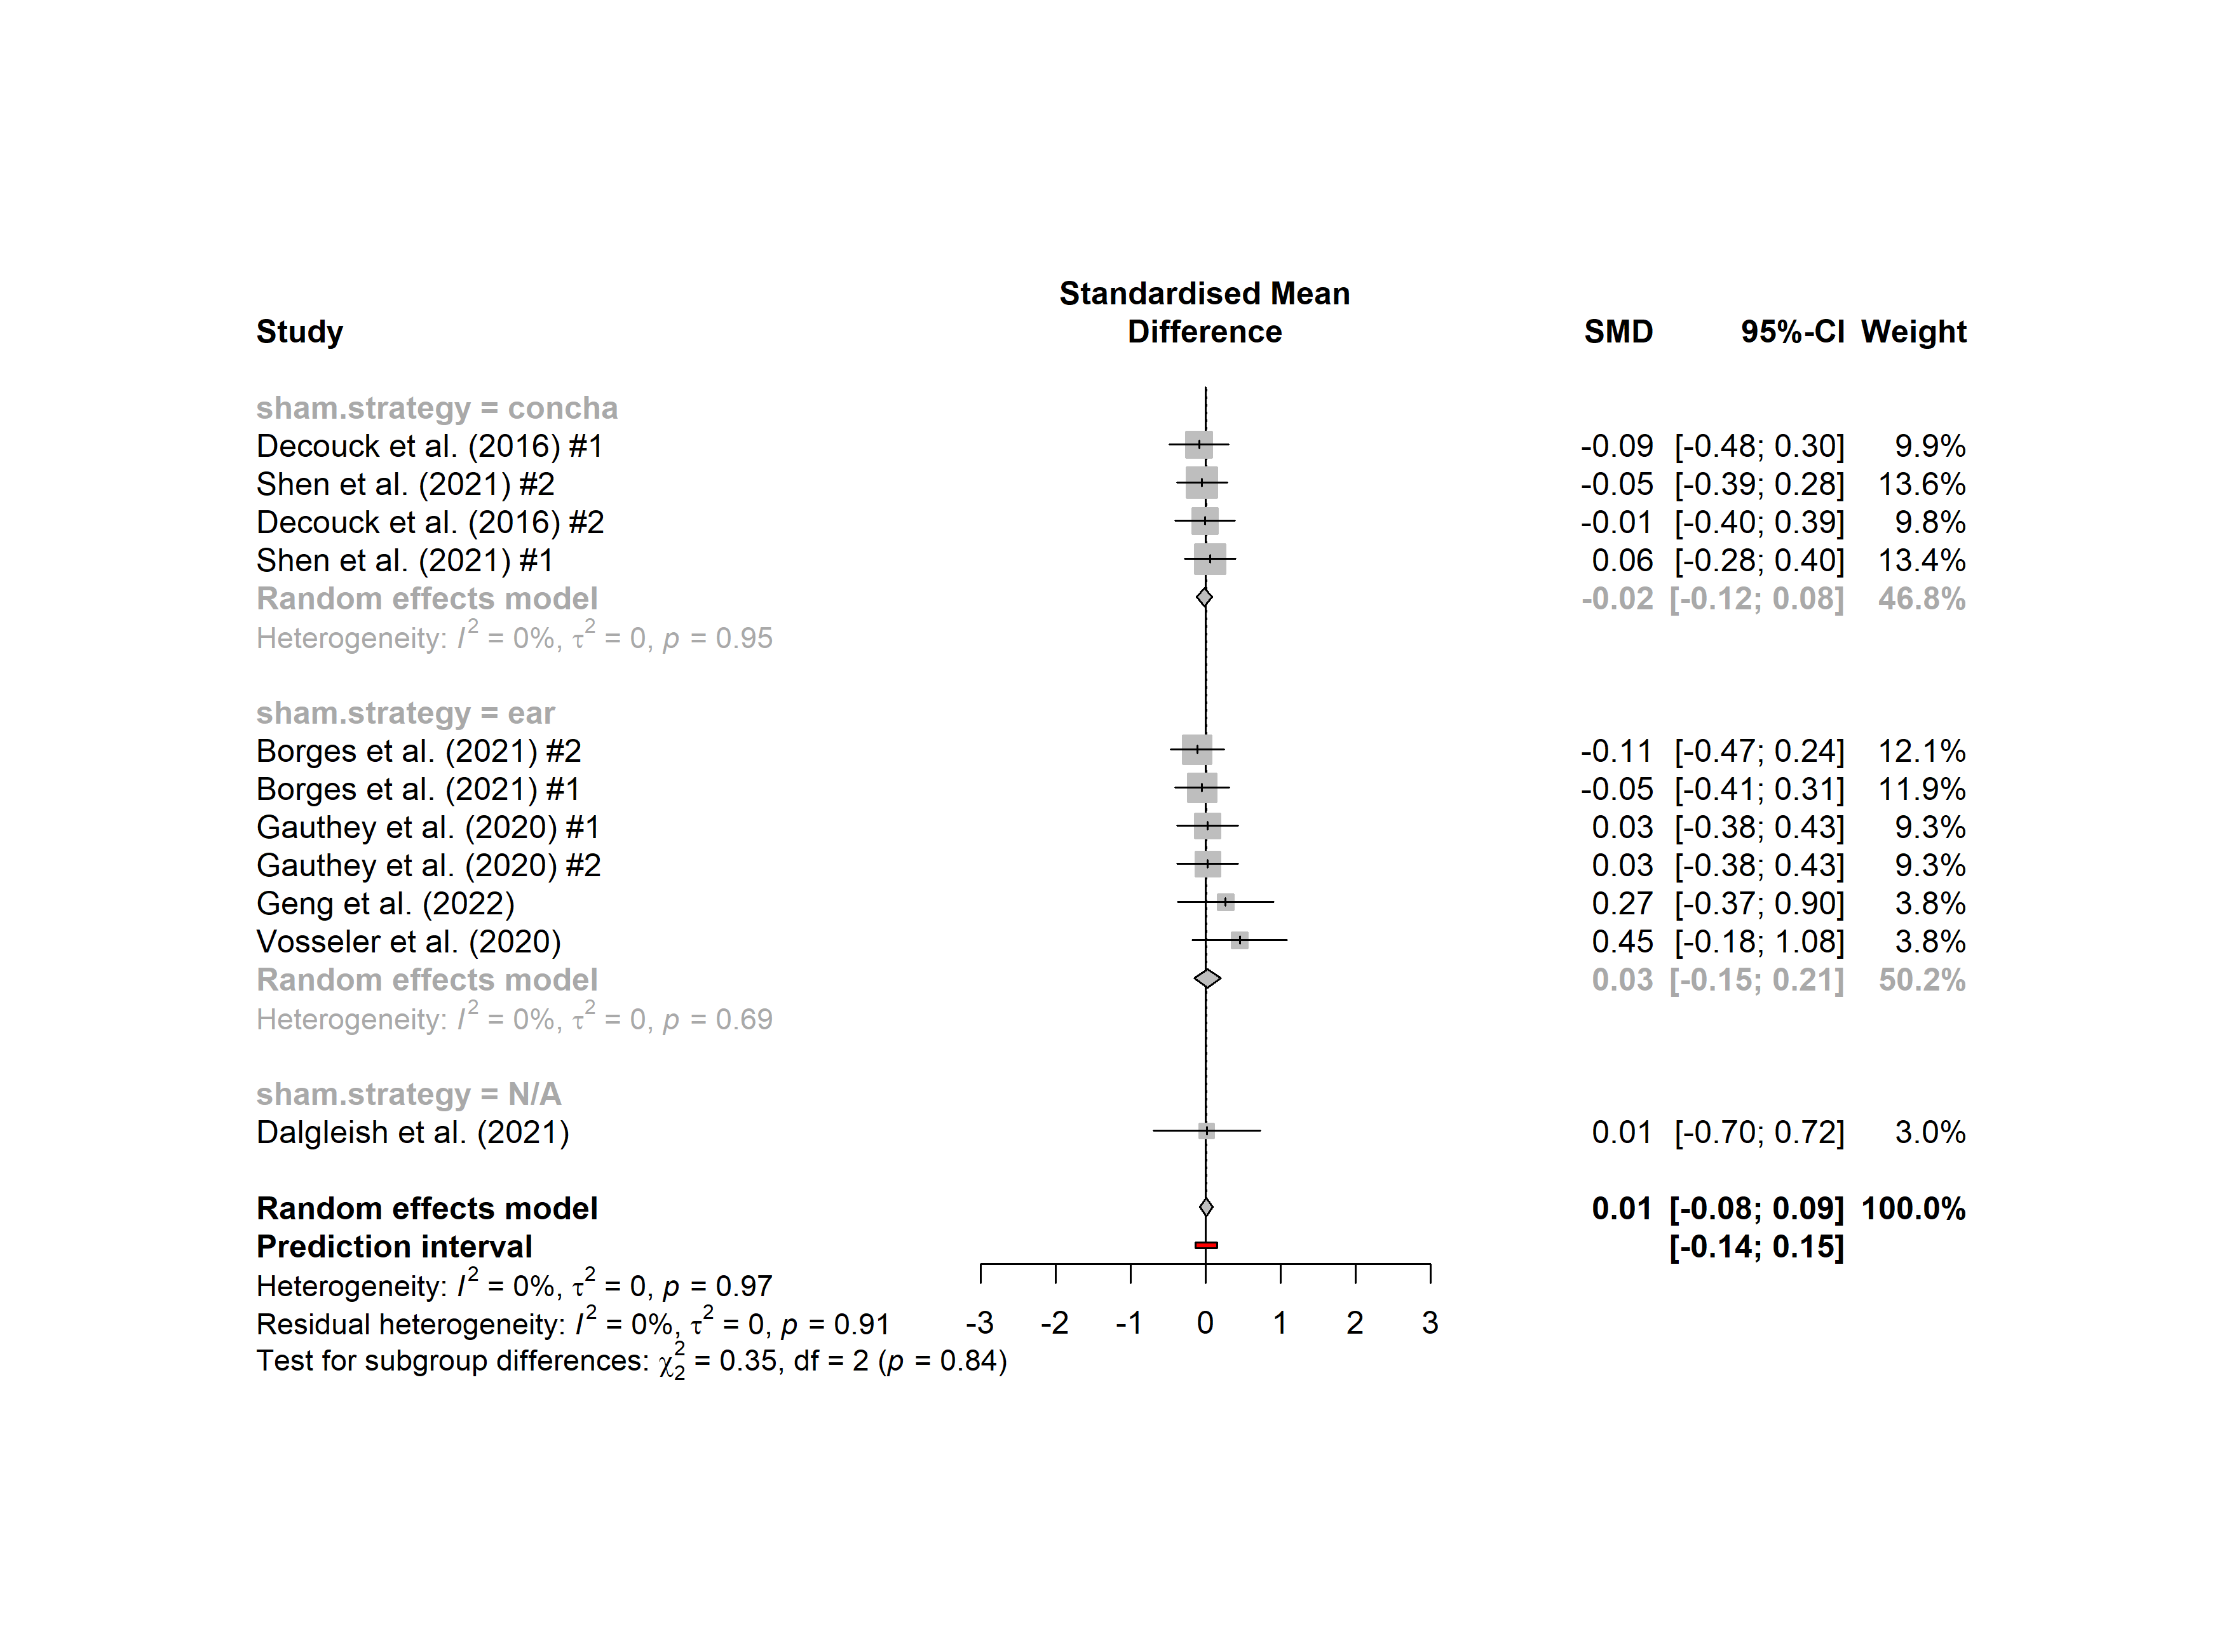 Standardised Mean
Study Difference SMD 95%-CI Weight
sham.strategy = concha
Decouck et al. (2016) #1 -0.09 [-0.48; 0.30] 9.9%
Shen et al. (2021) #2 -0.05 [-0.39; 0.28] 13.6%
Decouck et al. (2016) #2 -0.01 [-0.40; 0.39] 9.8%
Shen et al. (2021) #1 0.06 [-0.28; 0.40] 13.4%
Random effects model -0.02 [-0.12; 0.08] 46.8%
Heterogeneity: I² = 0%, τ² = 0, p = 0.95
sham.strategy = ear
Borges et al. (2021) #2 -0.11 [-0.47; 0.24] 12.1%
Borges et al. (2021) #1 -0.05 [-0.41; 0.31] 11.9%
Gauthey et al. (2020) #1 0.03 [-0.38; 0.43] 9.3%
Gauthey et al. (2020) #2 0.03 [-0.38; 0.43] 9.3%
Geng et al. (2022) 0.27 [-0.37; 0.90] 3.8%
Vosseler et al. (2020) 0.45 [-0.18; 1.08] 3.8%
Random effects model 0.03 [-0.15; 0.21] 50.2%
Heterogeneity: I² = 0%, τ² = 0, p = 0.69
sham.strategy = N/A
Dalgleish et al. (2021) 0.01 [-0.70; 0.72] 3.0%
Random effects model 0.01 [-0.08; 0.09] 100.0%
Prediction interval [-0.14; 0.15]
Heterogeneity: I² = 0%, τ² = 0, p = 0.97
Residual heterogeneity: I² = 0%, τ² = 0, p = 0.91
-3 -2 -1 0 1 2 3
Test for subgroup differences: χ²₂ = 0.35, df = 2 (p = 0.84)